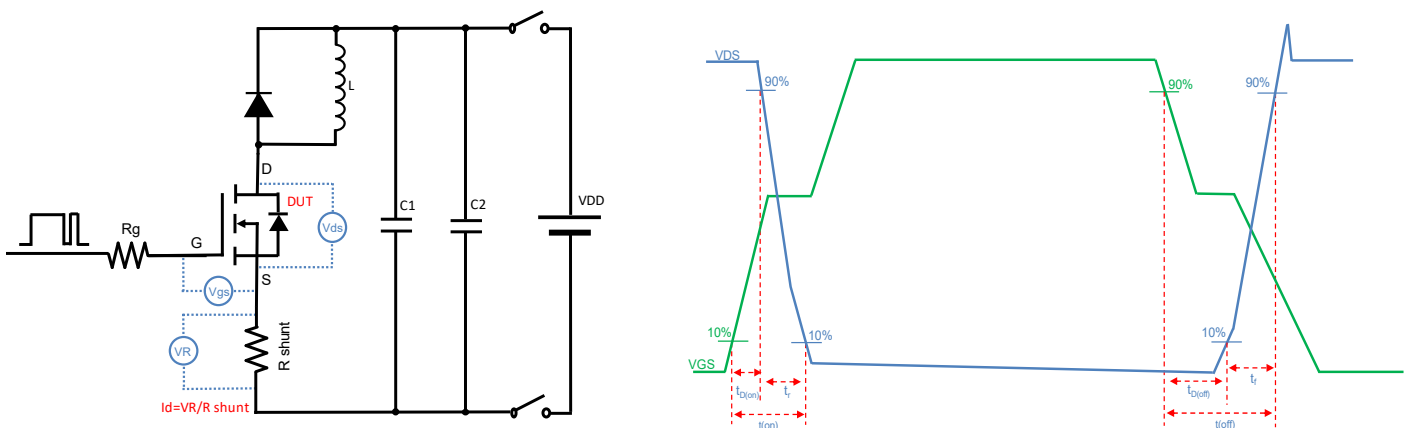 L
D
DUT
Rg
G
Vds
S
Vgs
VR
R shunt
Id=VR/R shunt
C1
C2
VDD
VDS
90%
10%
10%
VGS
tD(on)
tr
t(on)
90%
90%
10%
tD(off)
tf
t(off)